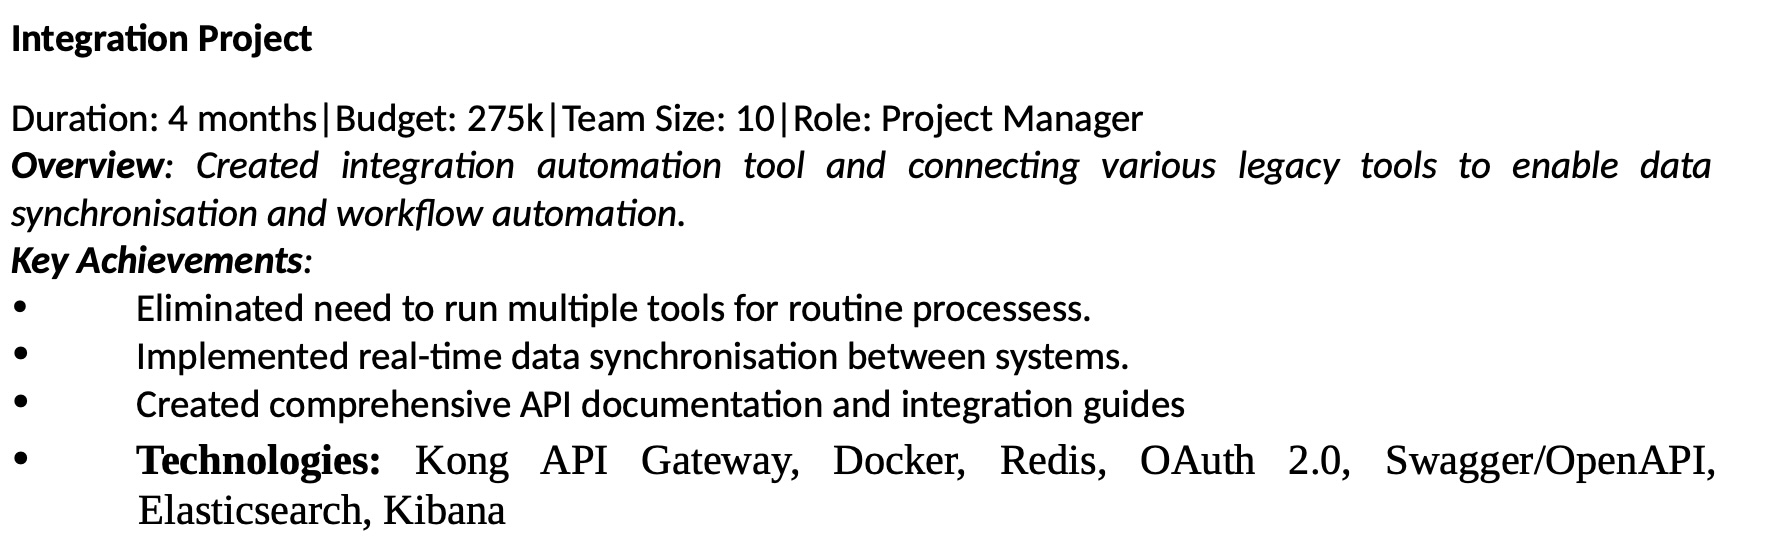 Integration Project
Duration: 4 months|Budget: 275k|Team Size: 10|Role: Project Manager
Overview: Created integration automation tool and connecting various legacy tools to enable data
synchronisation and workflow automation.
Key Achievements:
• Eliminated need to run multiple tools for routine processess.
• Implemented real-time data synchronisation between systems.
• Created comprehensive API documentation and integration guides
• Technologies: Kong API Gateway, Docker, Redis, OAuth 2.0, Swagger/OpenAPI,
Elasticsearch, Kibana